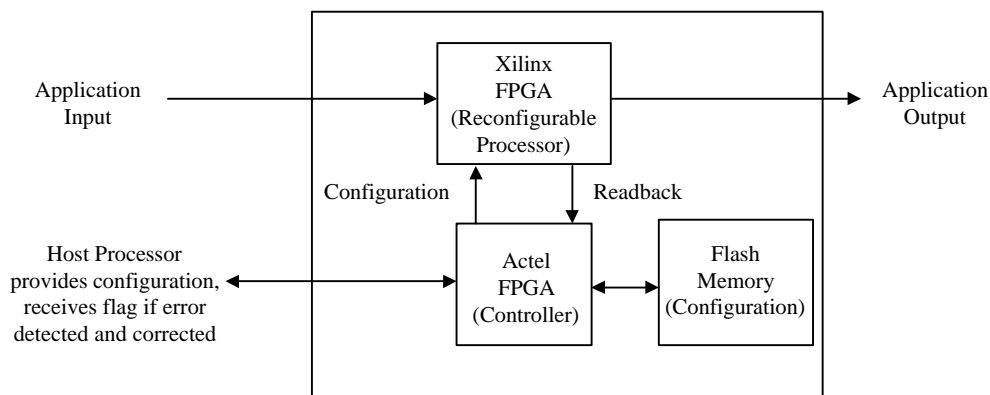 Xilinx
FPGA
(Reconfigurable
Processor)
Application
Input
Application
Output
Configuration
Readback
Host Processor
provides configuration,
receives flag if error
detected and corrected
Actel
FPGA
(Controller)
Flash
Memory
(Configuration)